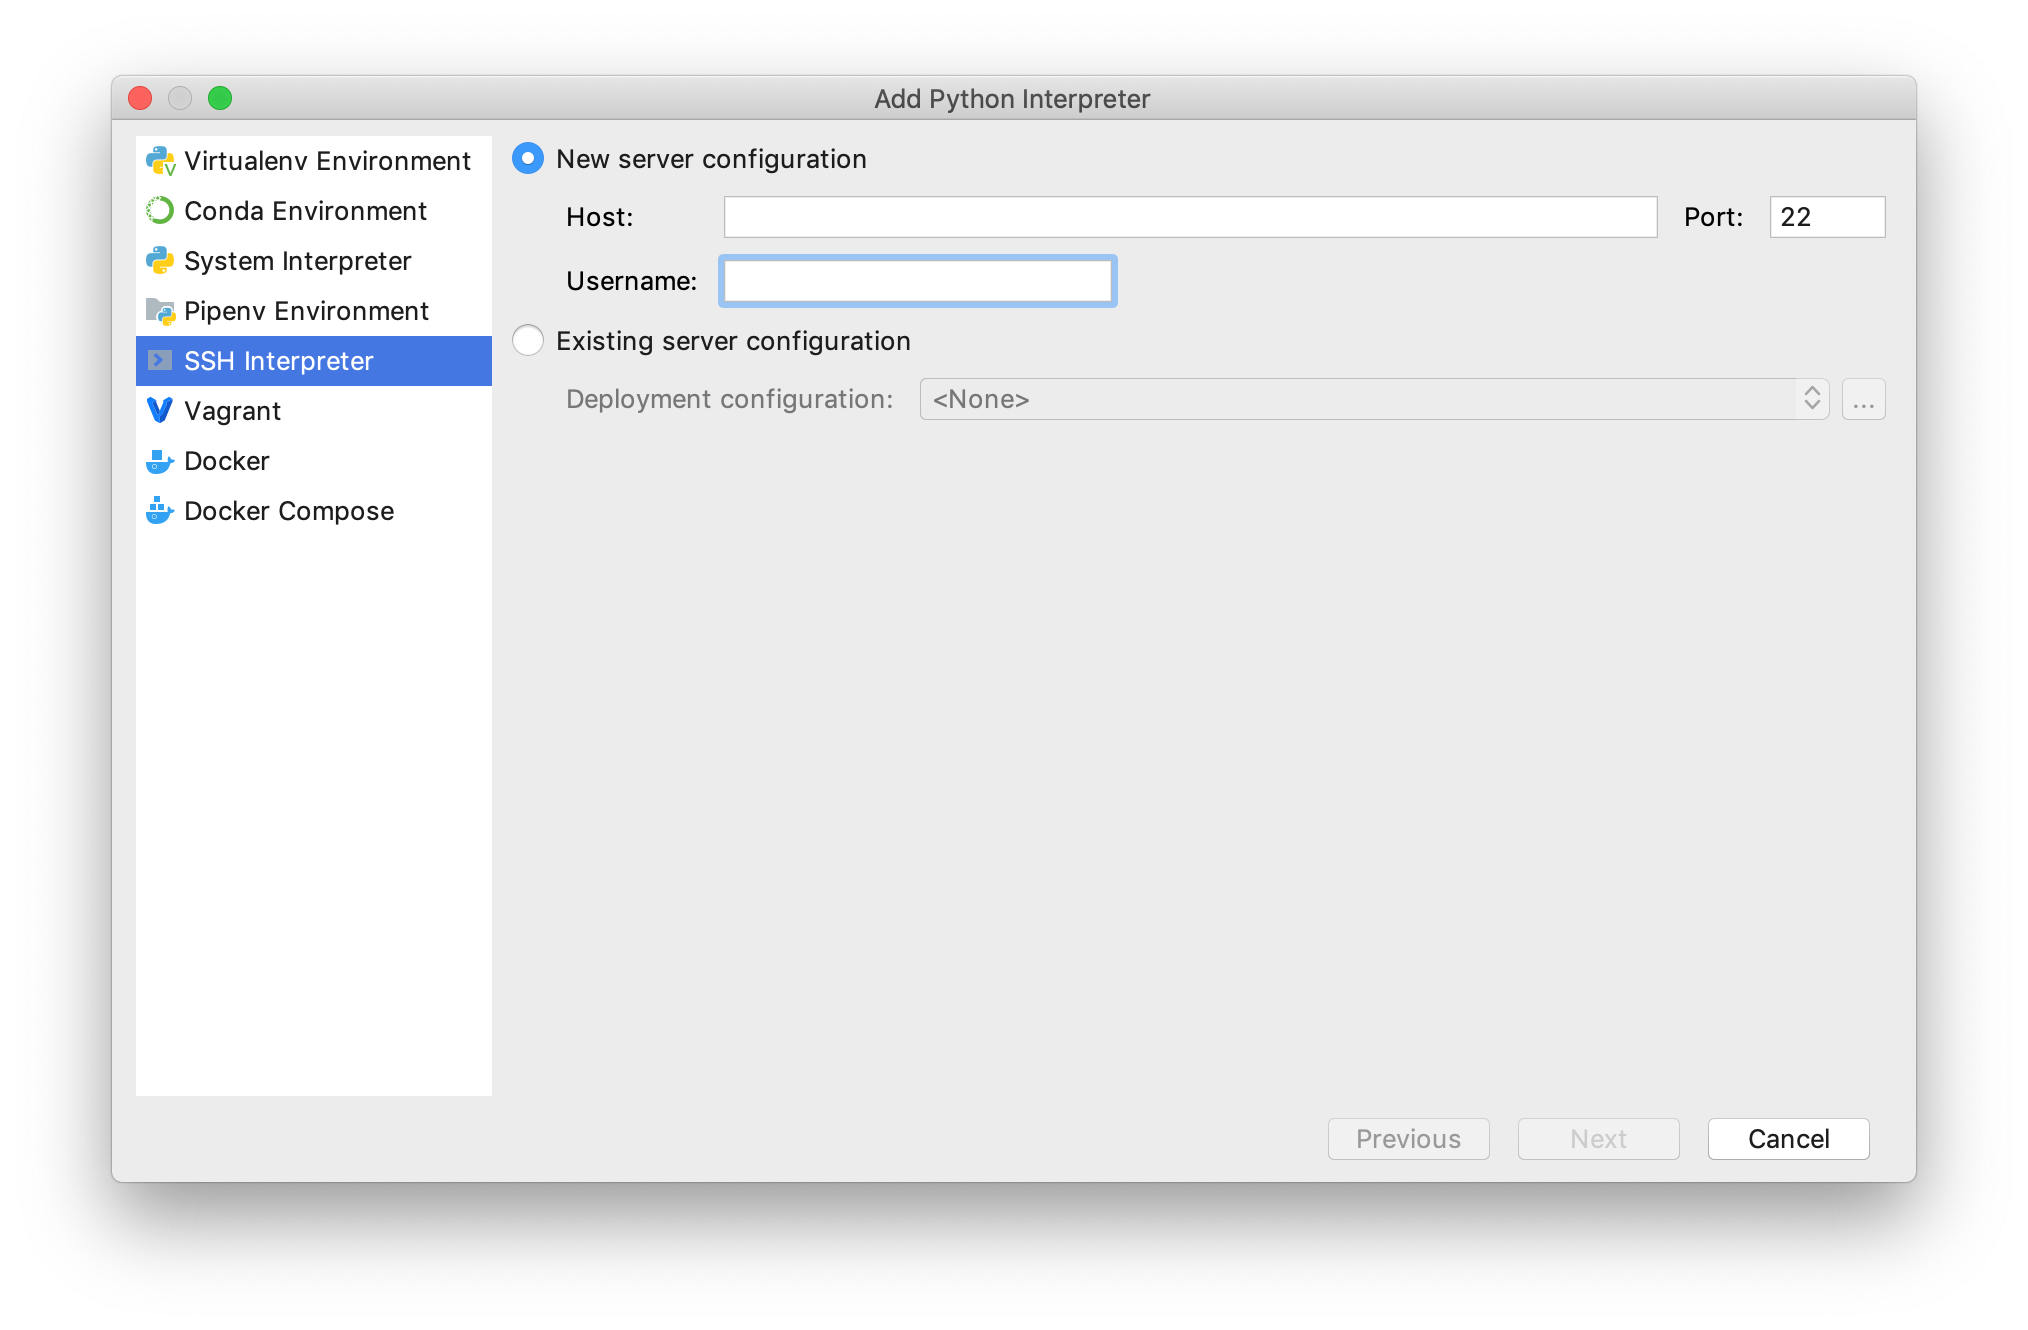 Add Python Interpreter
Virtualenv Environment
Conda Environment
System Interpreter
Pipenv Environment
SSH Interpreter
Vagrant
Docker
Docker Compose
New server configuration
Host: Port: 22
Username:
Existing server configuration
Deployment configuration: <None> ...
Previous Next Cancel